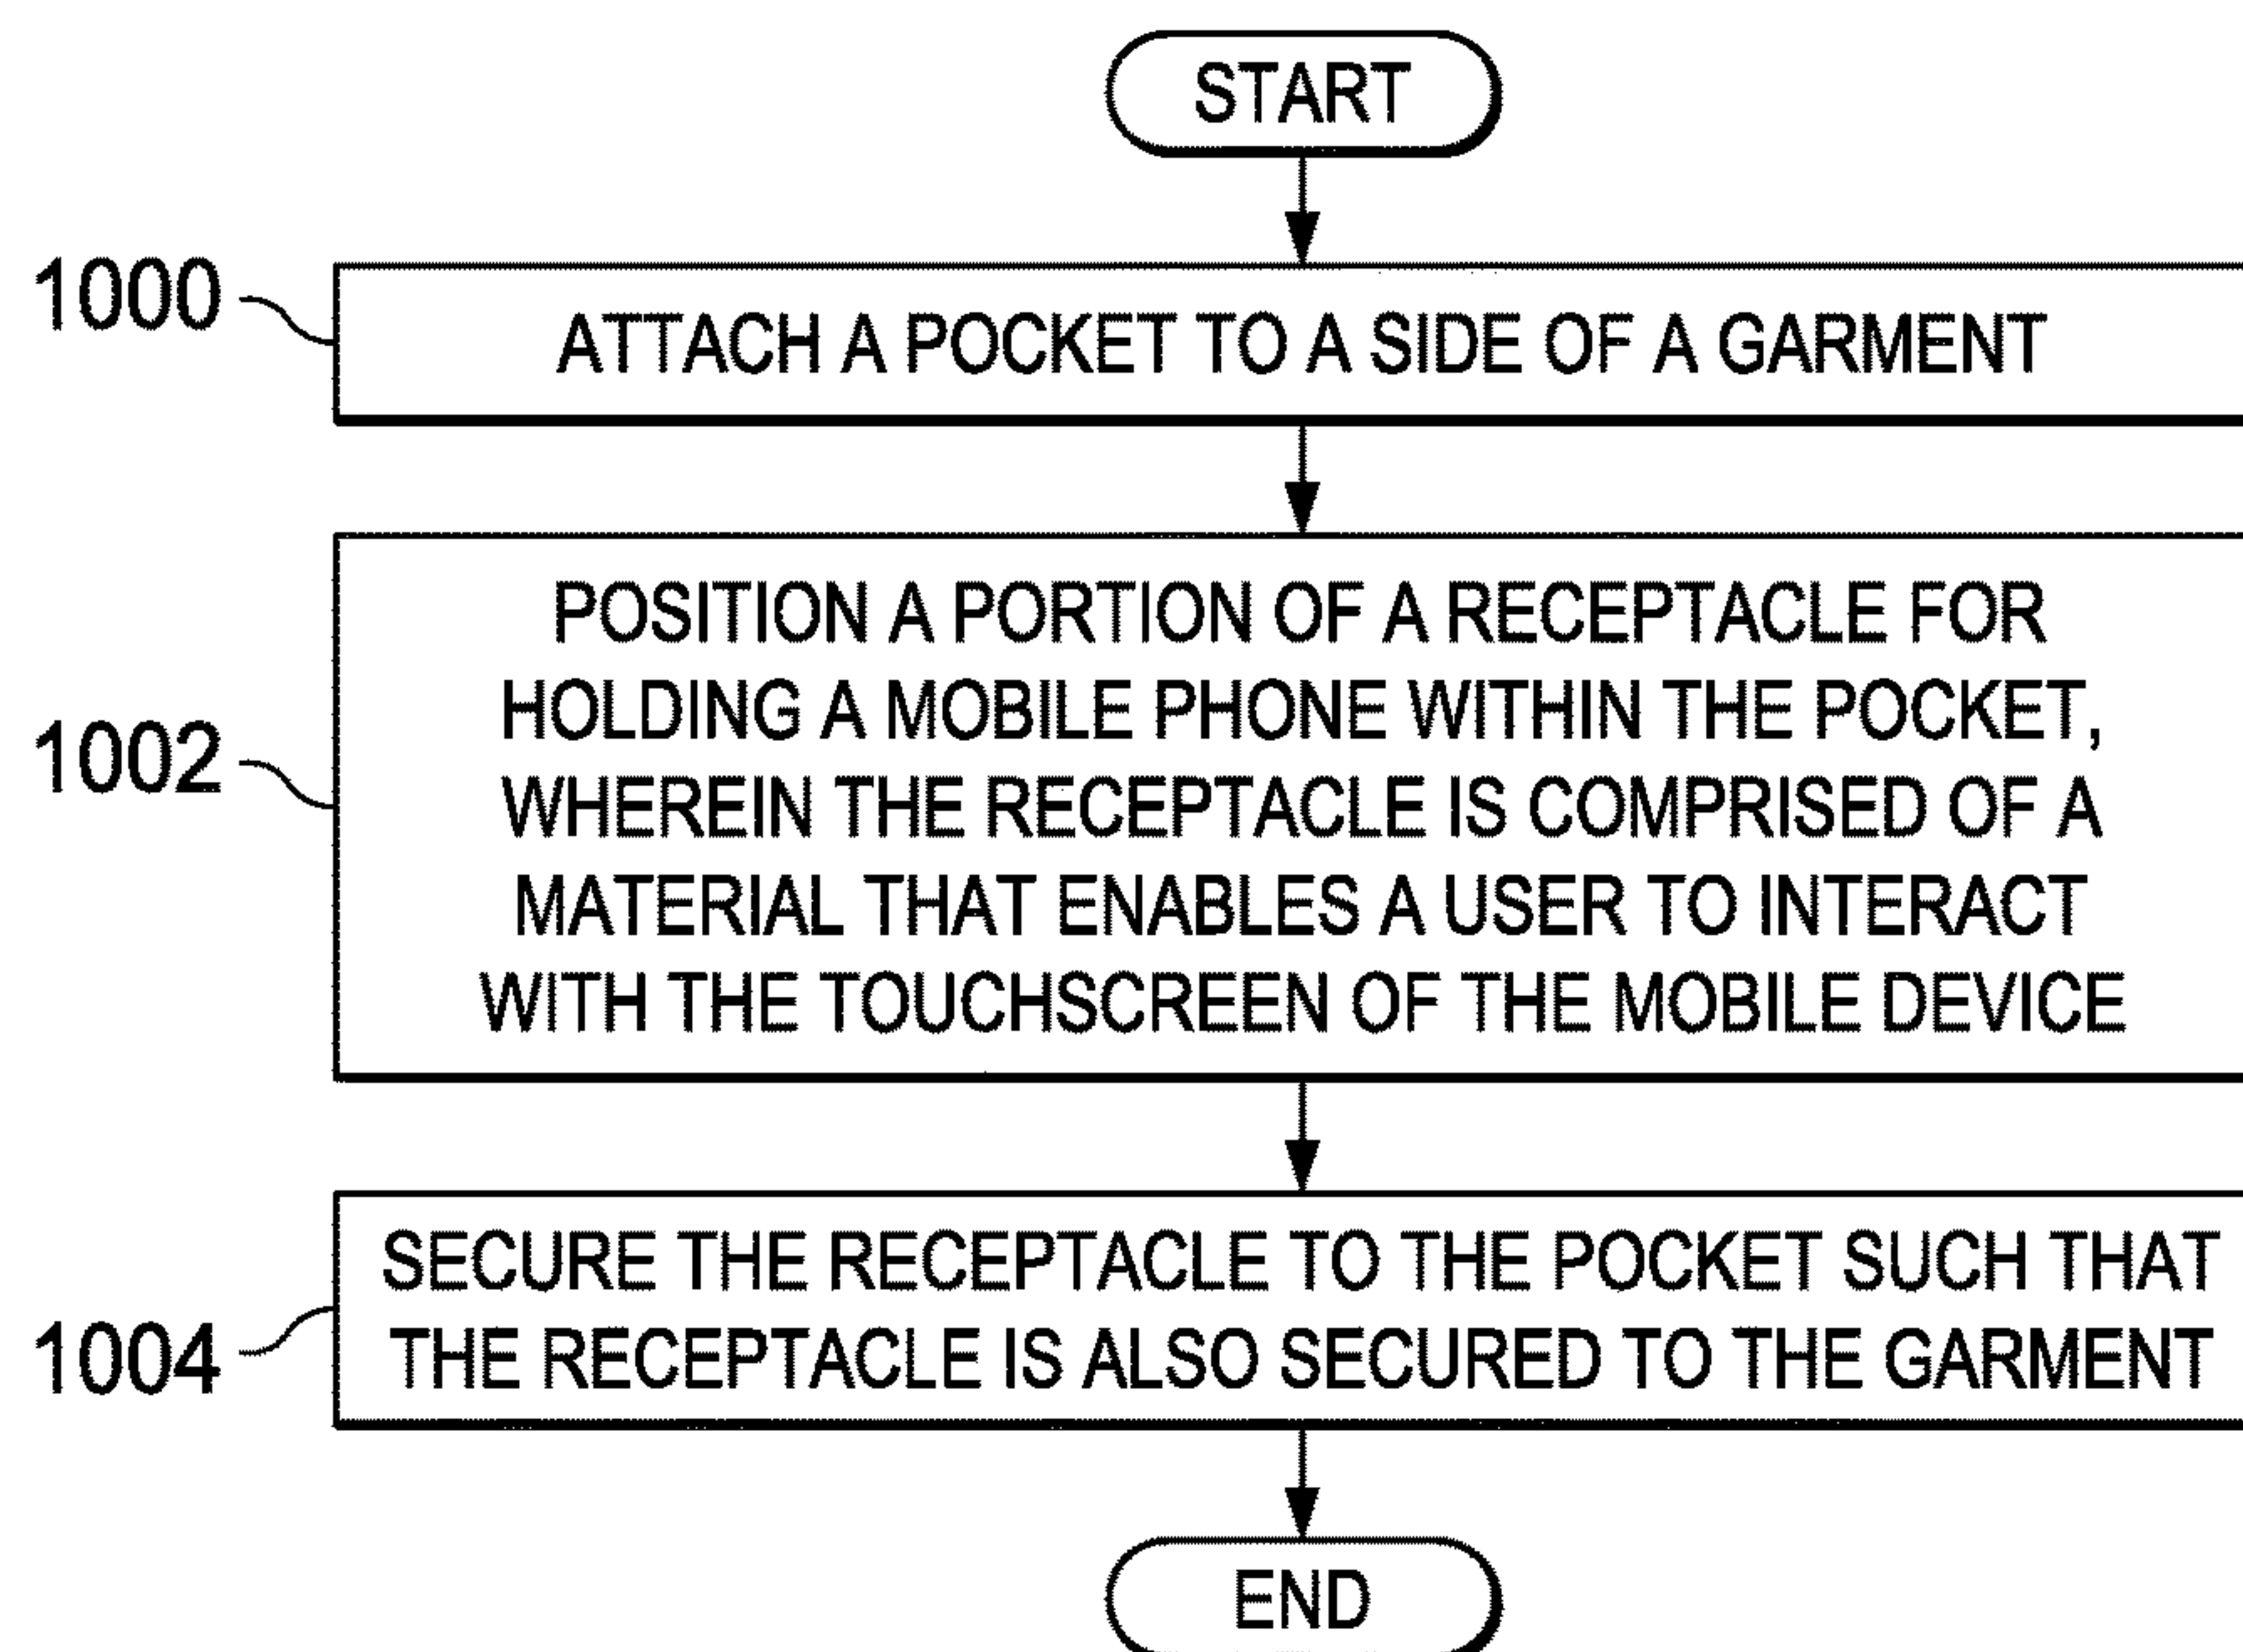 START
1000
ATTACH A POCKET TO A SIDE OF A GARMENT
1002
POSITION A PORTION OF A RECEPTACLE FOR
HOLDING A MOBILE PHONE WITHIN THE POCKET,
WHEREIN THE RECEPTACLE IS COMPRISED OF A
MATERIAL THAT ENABLES A USER TO INTERACT
WITH THE TOUCHSCREEN OF THE MOBILE DEVICE
1004
SECURE THE RECEPTACLE TO THE POCKET SUCH THAT
THE RECEPTACLE IS ALSO SECURED TO THE GARMENT
END